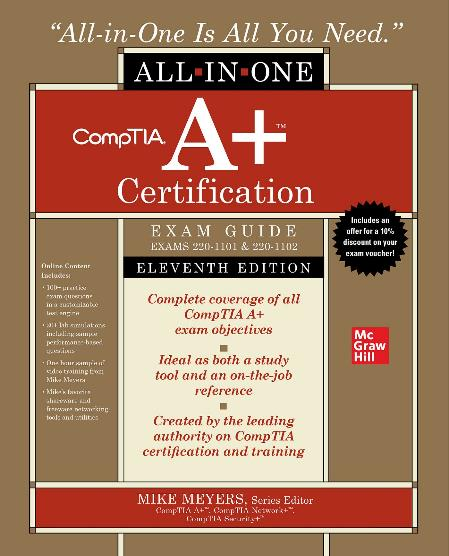 “All-in-One Is All You Need.”
ALL■IN■ONE
CompTIA® A+™
Certification
EXAM GUIDE
EXAMS 220-1101 & 220-1102
ELEVENTH EDITION
Includes an
offer for a 10%
discount on your
exam voucher!
Online Content
Includes:
• 100+ practice
exam questions
in a customizable
test engine
• 20+ lab simulations
including sample
performance-based
questions
• One hour sample of
video training from
Mike Meyers
• Mike's favorite
shareware and
freeware networking
tools and utilities
Complete coverage of all
CompTIA A+
exam objectives
Ideal as both a study
tool and an on-the-job
reference
Created by the leading
authority on CompTIA
certification and training
Mc
Graw
Hill
MIKE MEYERS, Series Editor
CompTIA A+™, CompTIA Network+™,
CompTIA Security+™